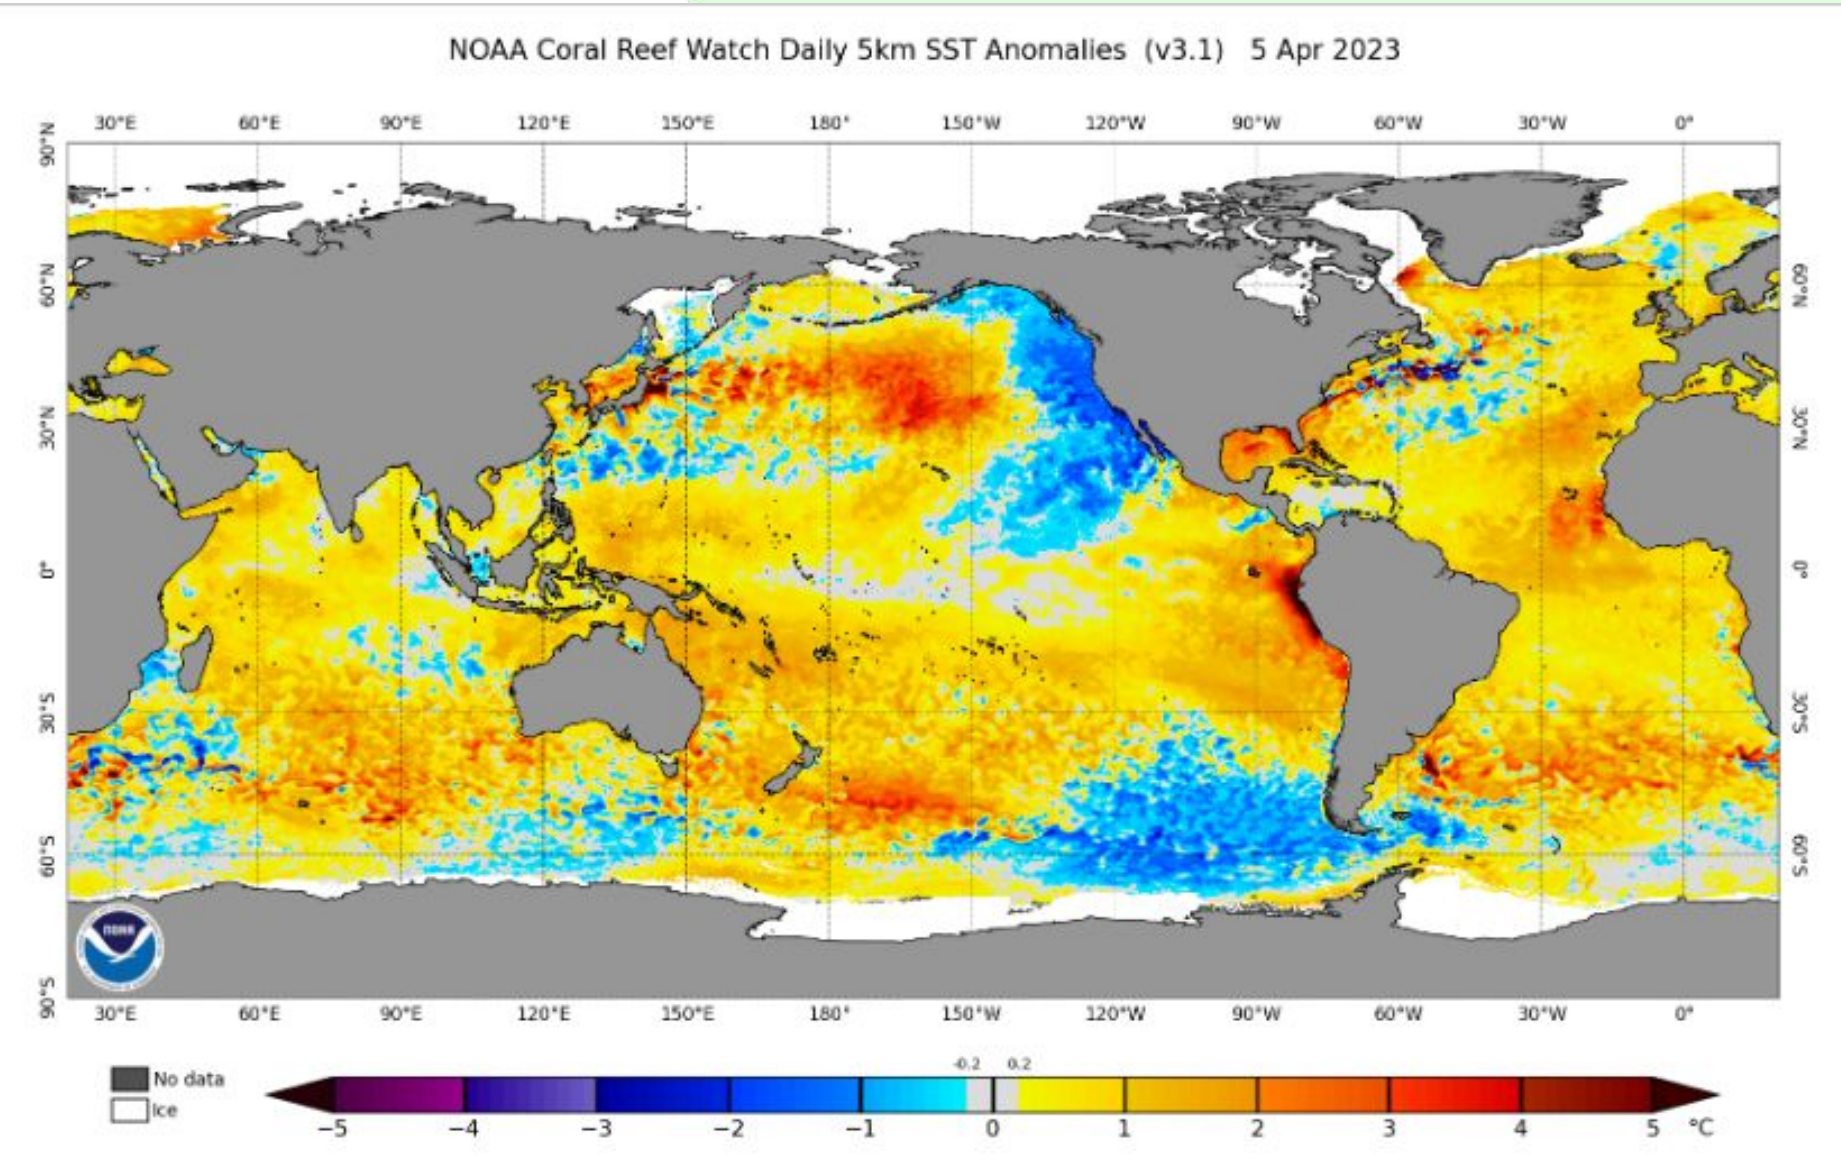 NOAA Coral Reef Watch Daily 5km SST Anomalies (v3.1) 5 Apr 2023
30°E 60°E 90°E 120°E 150°E 180° 150°W 120°W 90°W 60°W 30°W 0°
90°N
60°N 60°N
30°N 30°N
0° 0°
30°S 30°S
60°S 60°S
NOAA
90°S
30°E 60°E 90°E 120°E 150°E 180° 150°W 120°W 90°W 60°W 30°W 0°
-0.2 0.2
No data
Ice
−5 −4 −3 −2 −1 0 1 2 3 4 5 °C